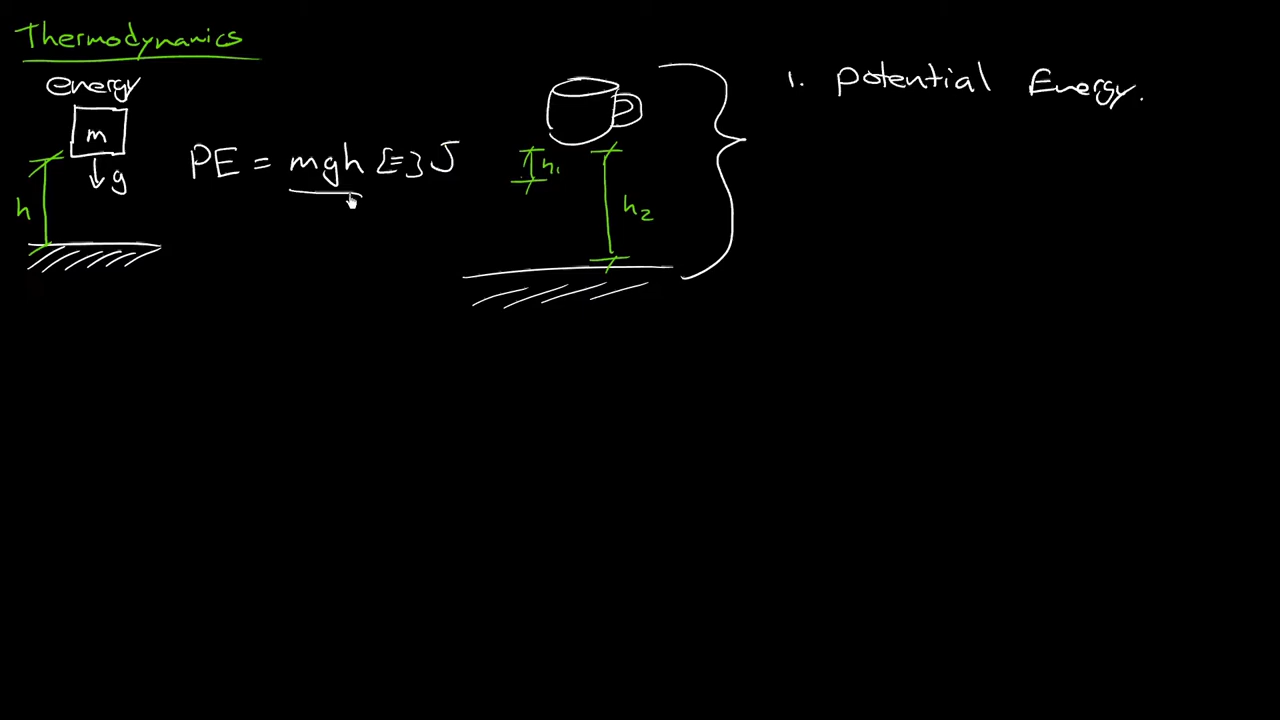 Thermodynamics
energy
m
g
h
PE = mgh [=] J
h₁
h₂
1. Potential Energy.